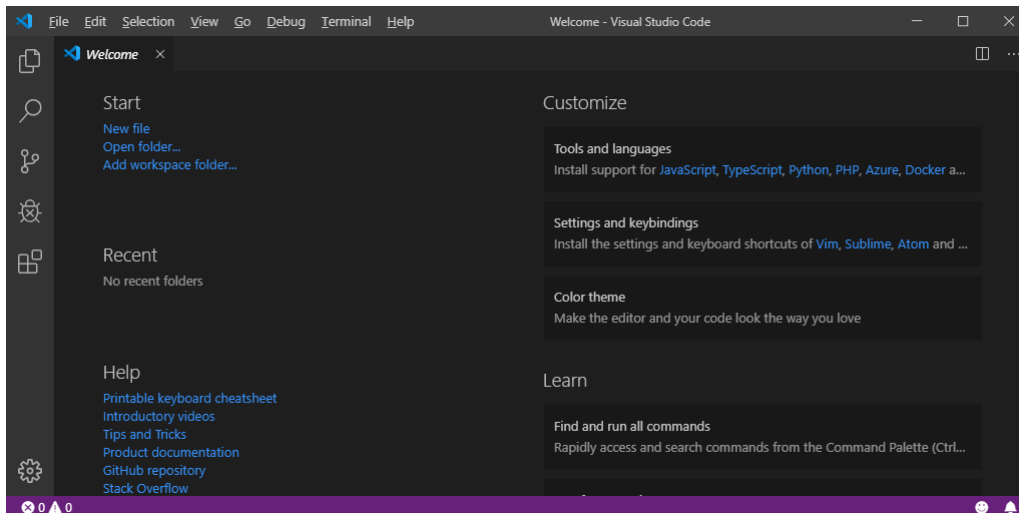 File Edit Selection View Go Debug Terminal Help Welcome - Visual Studio Code
Welcome
Start
New file
Open folder...
Add workspace folder...
Recent
No recent folders
Help
Printable keyboard cheatsheet
Introductory videos
Tips and Tricks
Product documentation
GitHub repository
Stack Overflow
Customize
Tools and languages
Install support for JavaScript, TypeScript, Python, PHP, Azure, Docker a...
Settings and keybindings
Install the settings and keyboard shortcuts of Vim, Sublime, Atom and ...
Color theme
Make the editor and your code look the way you love
Learn
Find and run all commands
Rapidly access and search commands from the Command Palette (Ctrl...
0 0